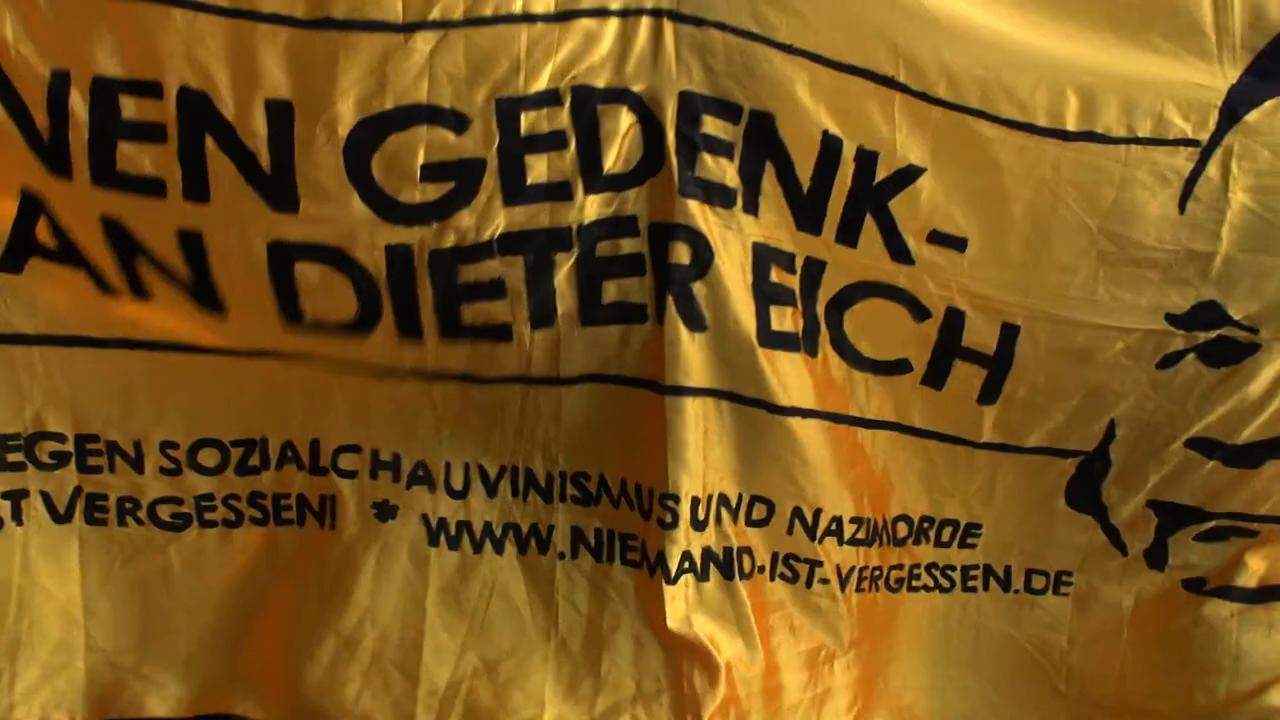 NEN GEDENK-
AN DIETER EICH
EGEN SOZIALCHAUVINISMUS UND NAZIMORDE
T VERGESSEN! * WWW.NIEMAND-IST-VERGESSEN.DE